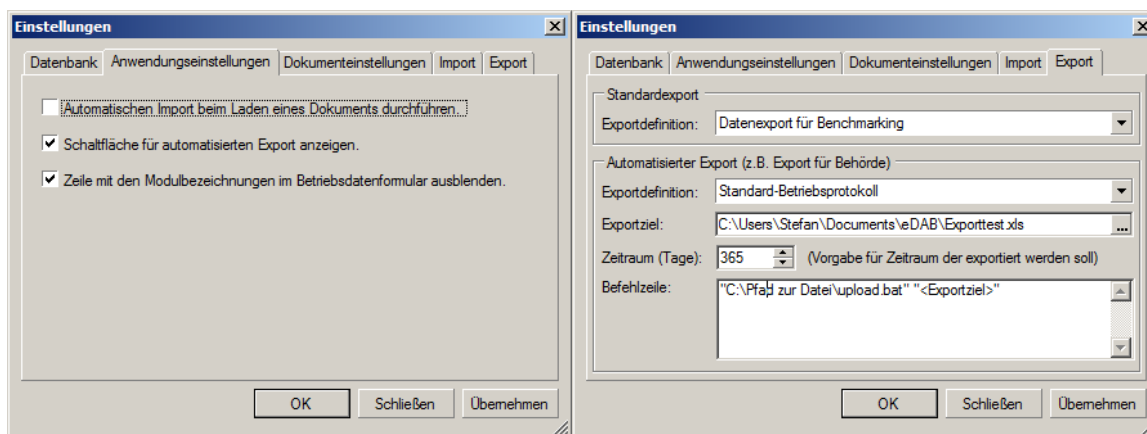 Einstellungen
Datenbank Anwendungseinstellungen Dokumenteinstellungen Import Export
Automatischen Import beim Laden eines Dokuments durchführen.
Schaltfläche für automatisierten Export anzeigen.
Zeile mit den Modulbezeichnungen im Betriebsdatenformular ausblenden.
OK Schließen Übernehmen
Einstellungen
Datenbank Anwendungseinstellungen Dokumenteinstellungen Import Export
Standardexport
Exportdefinition: Datenexport für Benchmarking
Automatisierter Export (z.B. Export für Behörde)
Exportdefinition: Standard-Betriebsprotokoll
Exportziel: C:\Users\Stefan\Documents\eDAB\Exporttest.xls ...
Zeitraum (Tage): 365 (Vorgabe für Zeitraum der exportiert werden soll)
Befehlzeile: "C:\Pfad zur Datei\upload.bat" "<Exportziel>"
OK Schließen Übernehmen